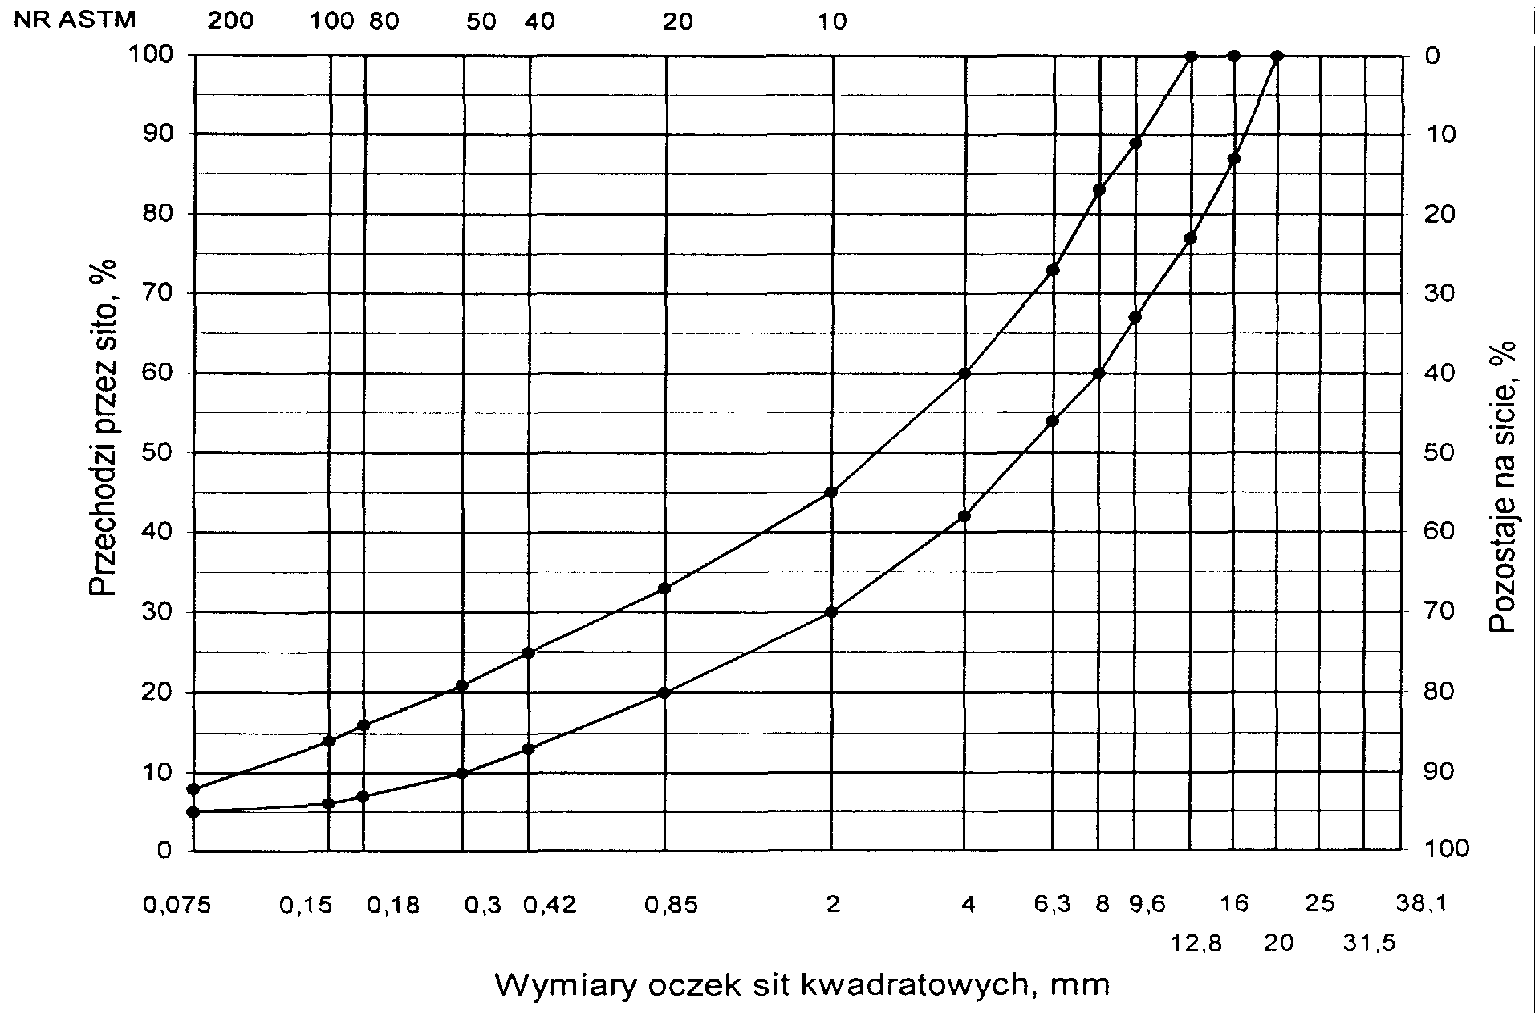 NR ASTM 200 100 80 50 40 20 10
100 0
90 10
80 20
70 30
60 40
50 50
40 60
30 70
20 80
10 90
0 100
Przechodzi przez sito, %
Pozostaje na sicie, %
0,075 0,15 0,18 0,3 0,42 0,85 2 4 6,3 8 9,6 16 25 38,1
12,8 20 31,5
Wymiary oczek sit kwadratowych, mm